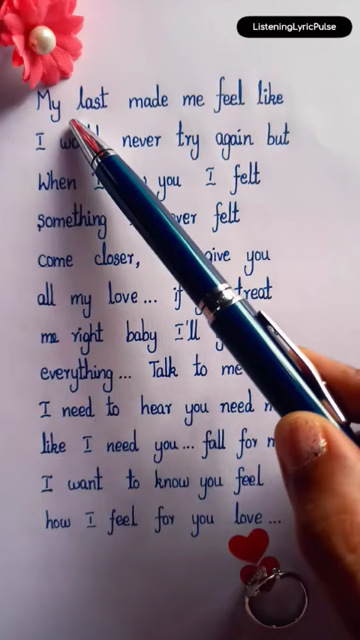 ListeningLyricPulse
My last made me feel like
I never try again but
When you I felt
something felt
come closer, give you
all my love... treat
me right baby I'll
everything... Talk to me
I need to hear you need
like I need you... fall for
I want to know you feel
how I feel for you love...